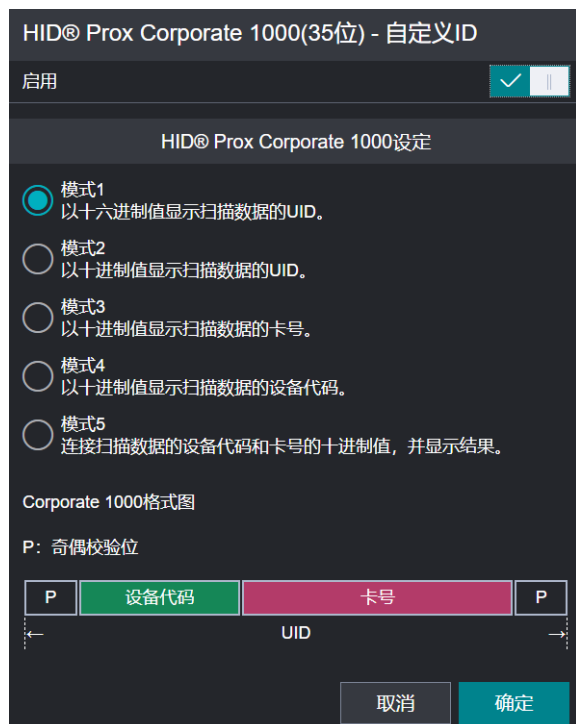 HID® Prox Corporate 1000(35位) - 自定义ID
启用
HID® Prox Corporate 1000设定
模式1
以十六进制值显示扫描数据的UID。
模式2
以十进制值显示扫描数据的UID。
模式3
以十进制值显示扫描数据的卡号。
模式4
以十进制值显示扫描数据的设备代码。
模式5
连接扫描数据的设备代码和卡号的十进制值，并显示结果。
Corporate 1000格式图
P：奇偶校验位
P 设备代码 卡号 P
← UID →
取消 确定